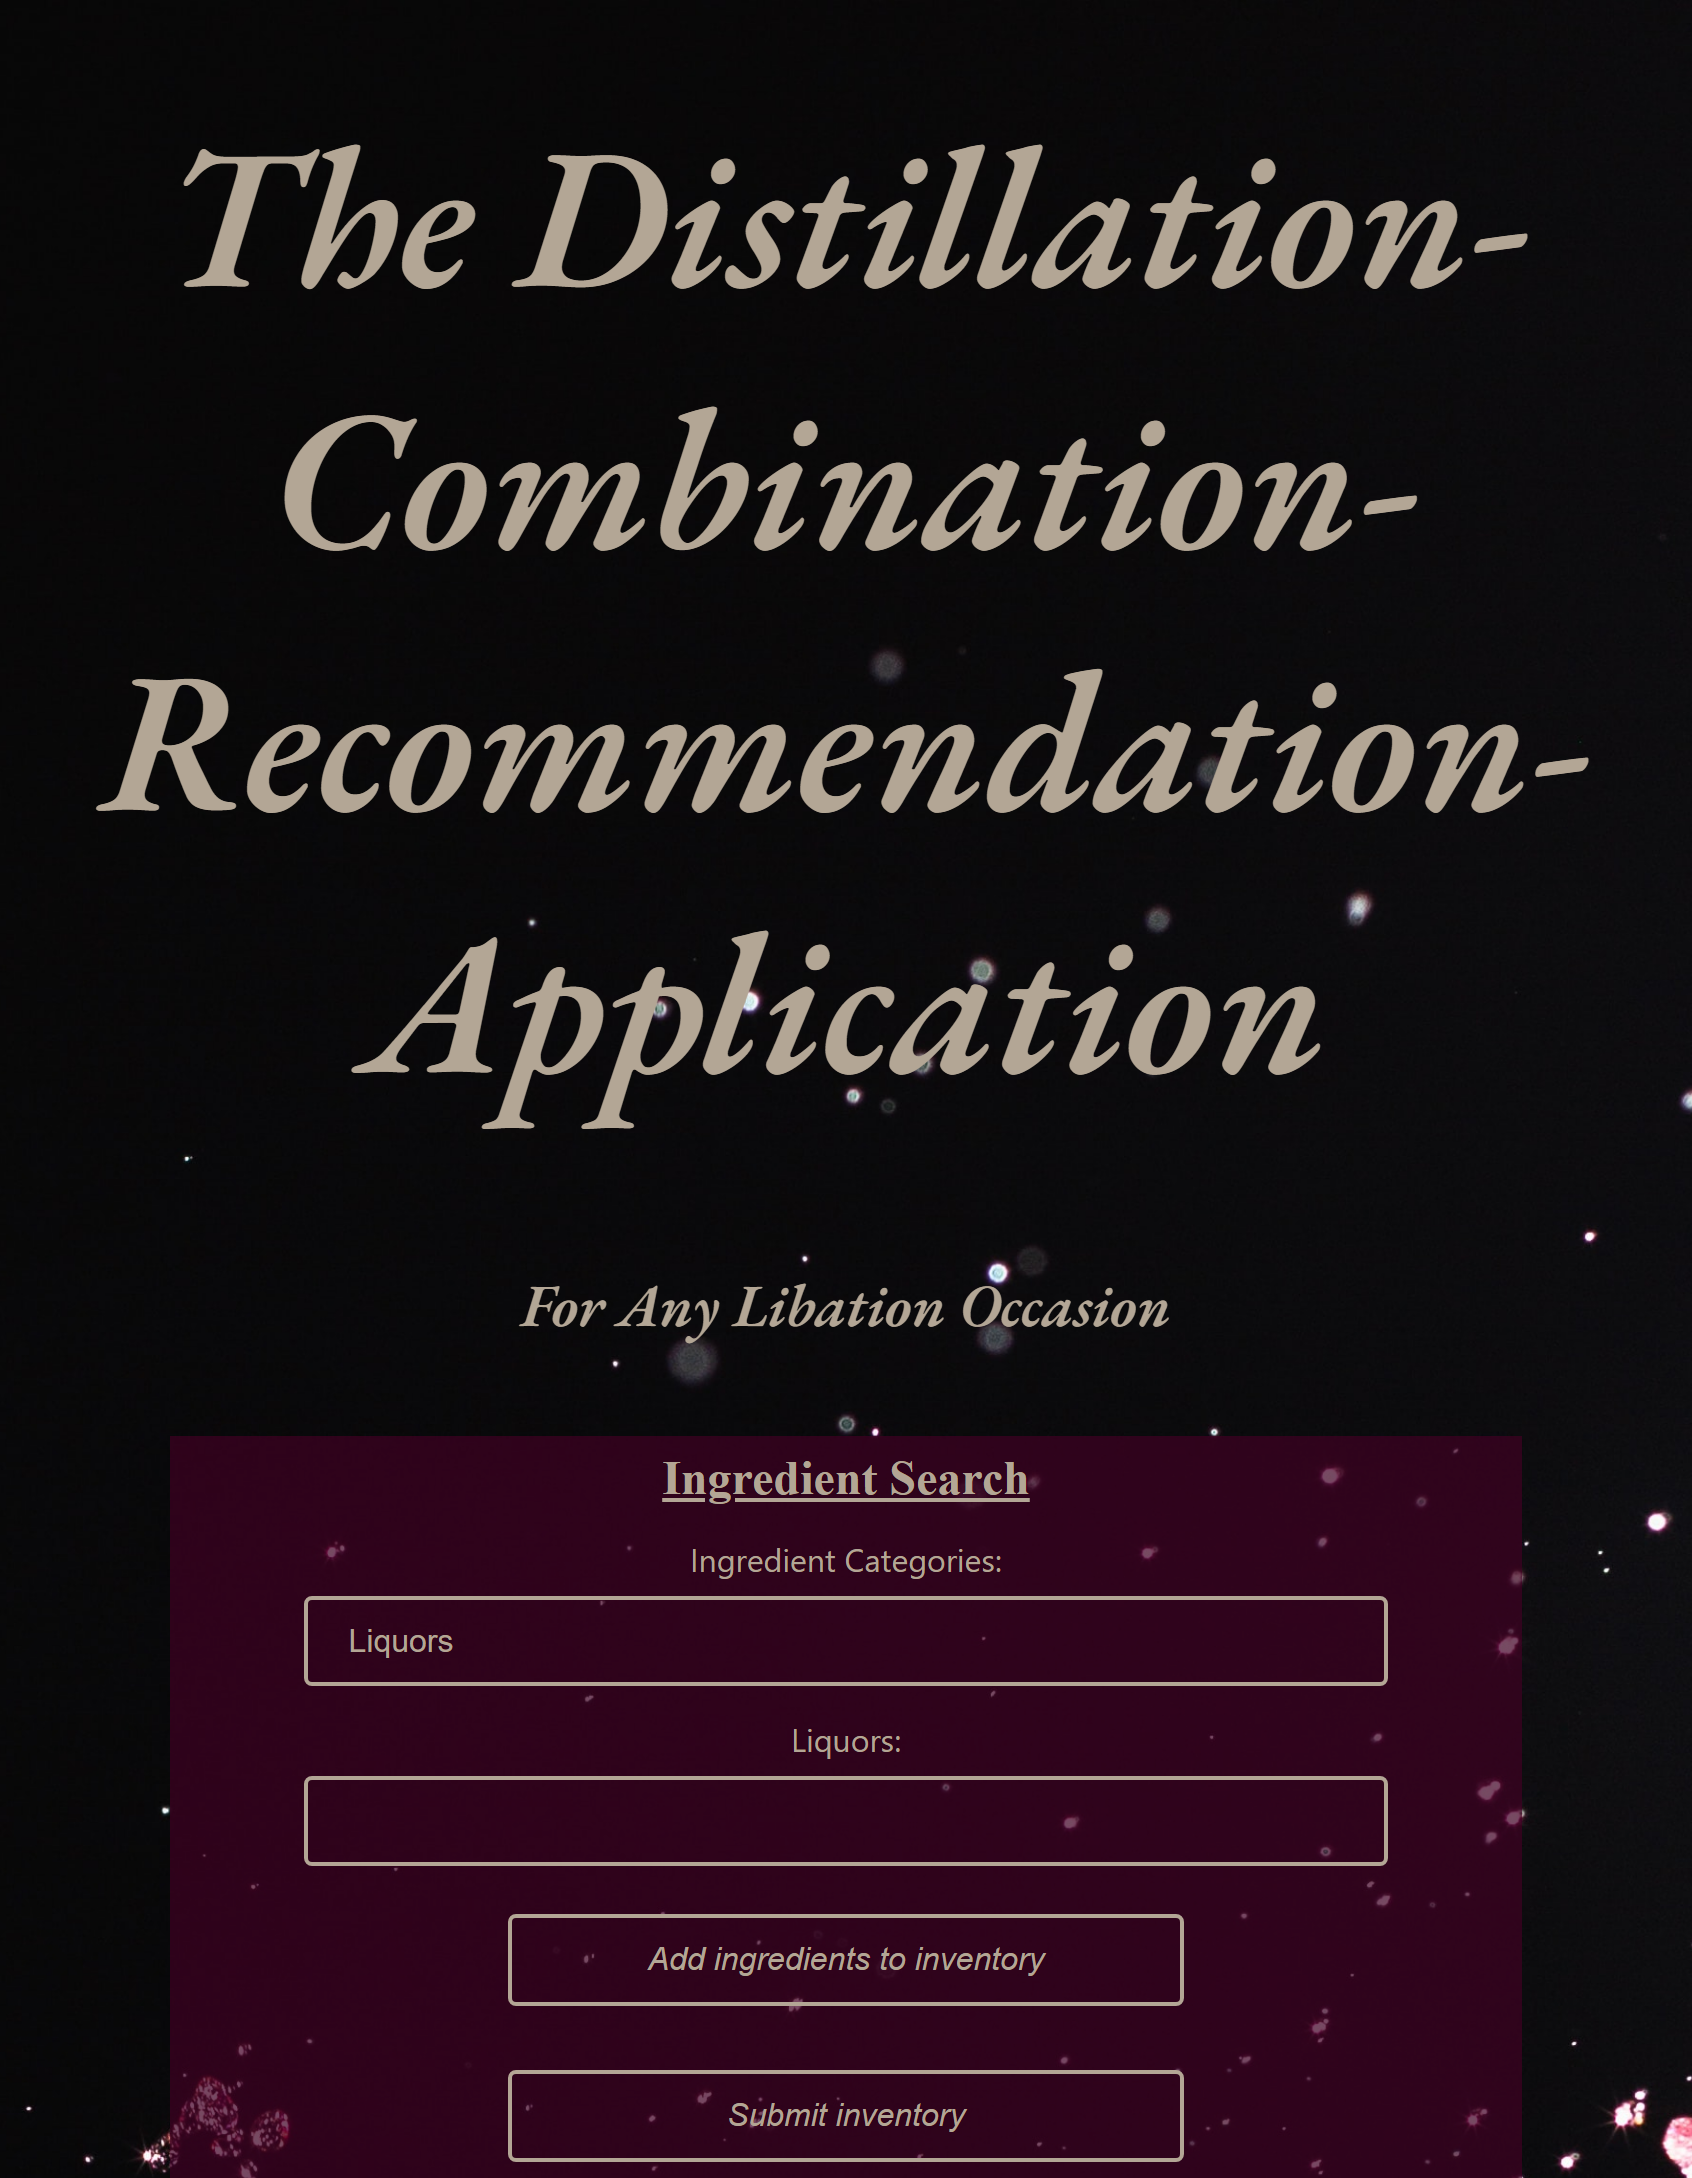 The Distillation-
Combination-
Recommendation-
Application
For Any Libation Occasion
Ingredient Search
Ingredient Categories:
Liquors
Liquors:
Add ingredients to inventory
Submit inventory